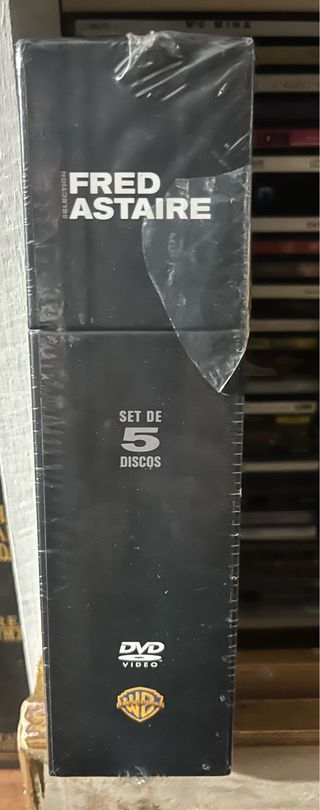 SELECTION
FRED
ASTAIRE
SET DE
5
DISCOS
DVD
VIDEO
WB